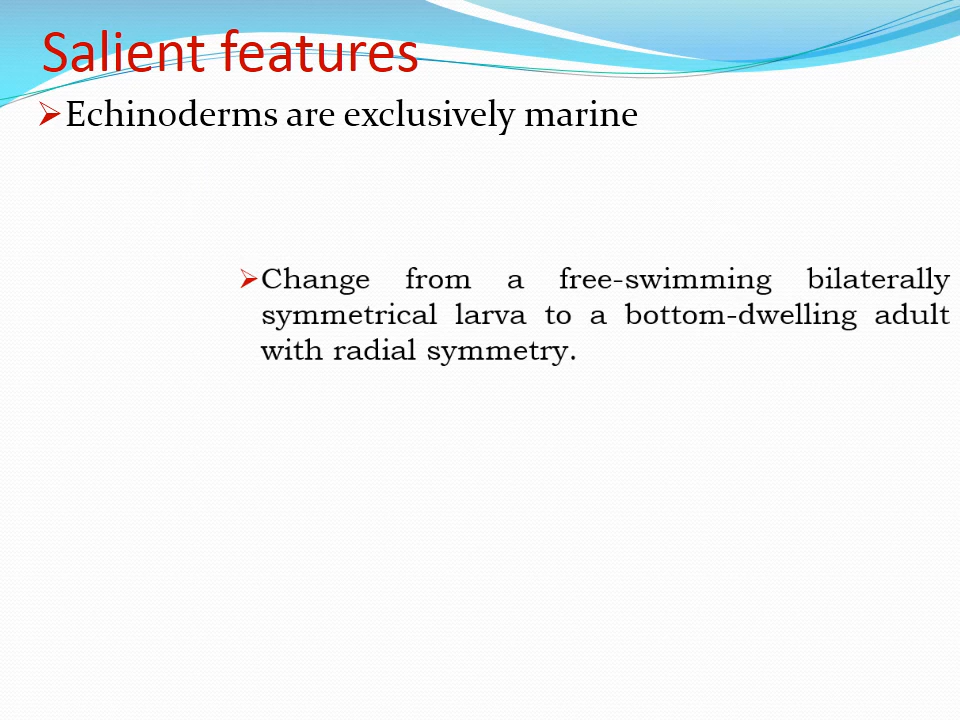 Salient features
➢Echinoderms are exclusively marine
➢Change from a free-swimming bilaterally
symmetrical larva to a bottom-dwelling adult
with radial symmetry.